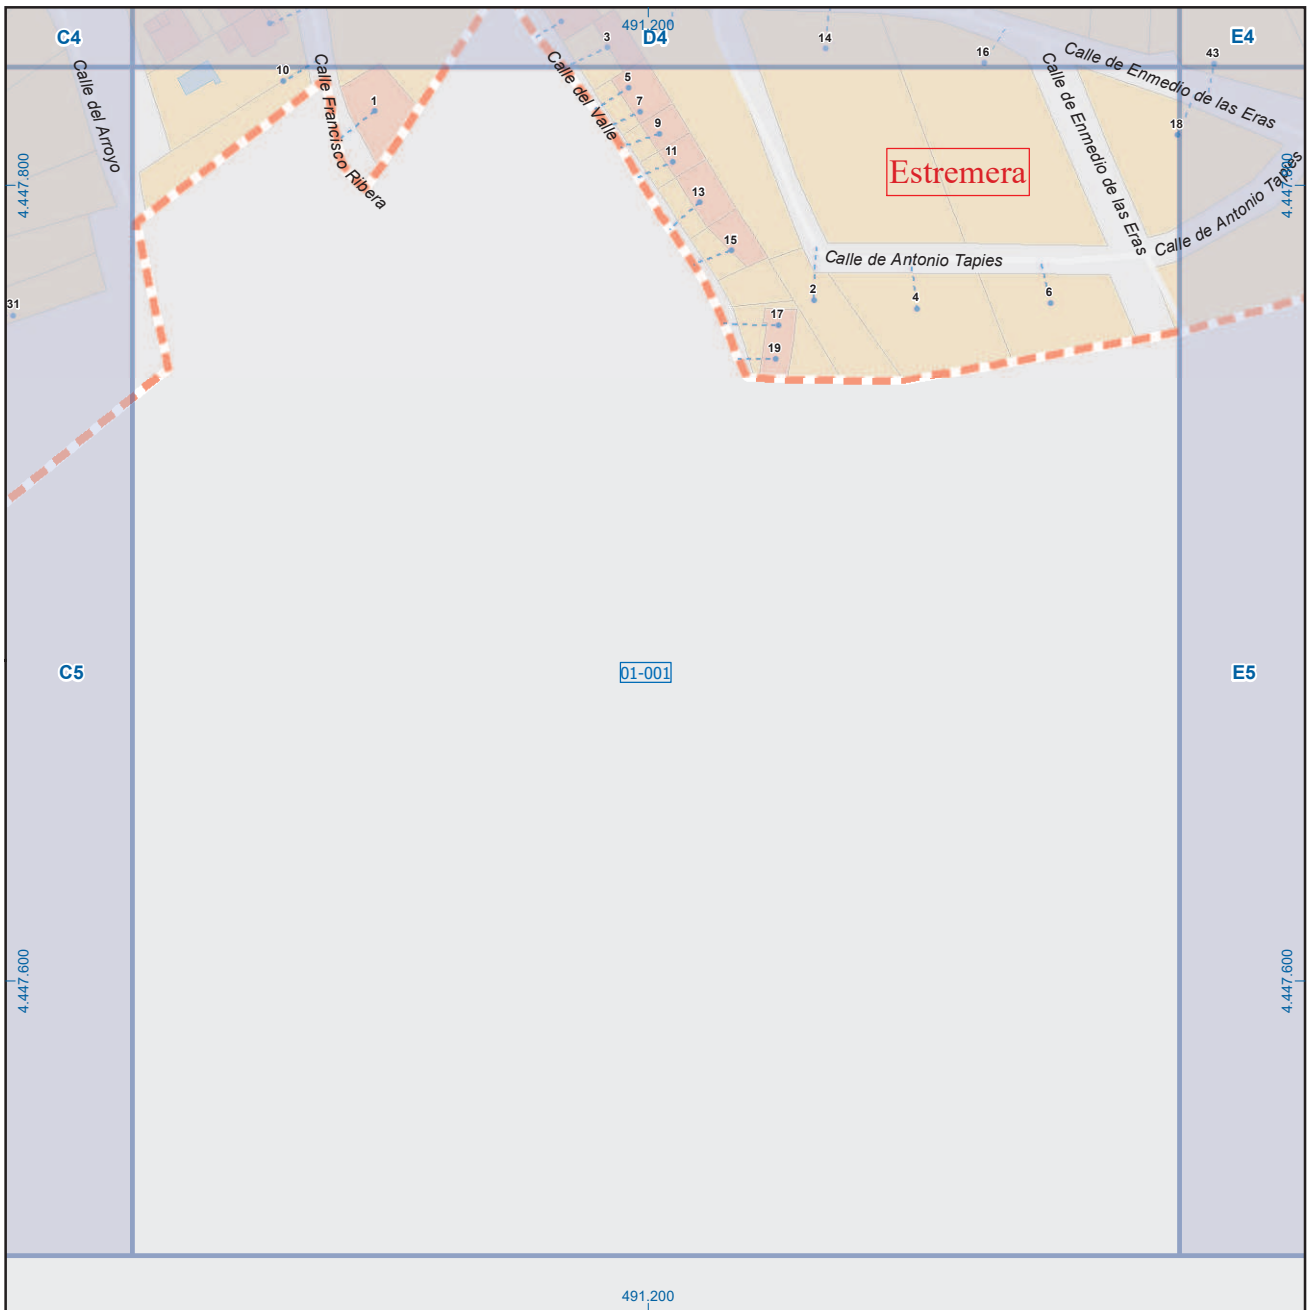 491.200
C4
D4
E4
3
14
16
43
Calle de Enmedio de las Eras
Calle de Enmedio de las Eras
Calle del Arroyo
10
Calle Francisco Ribera
1
Calle del Valle
5
7
9
11
13
15
17
19
18
Estremera
4.447.800
4.447.800
Calle de Antonio Tapies
Calle de Antonio Tapies
2
4
6
31
C5
01-001
E5
4.447.600
4.447.600
491.200